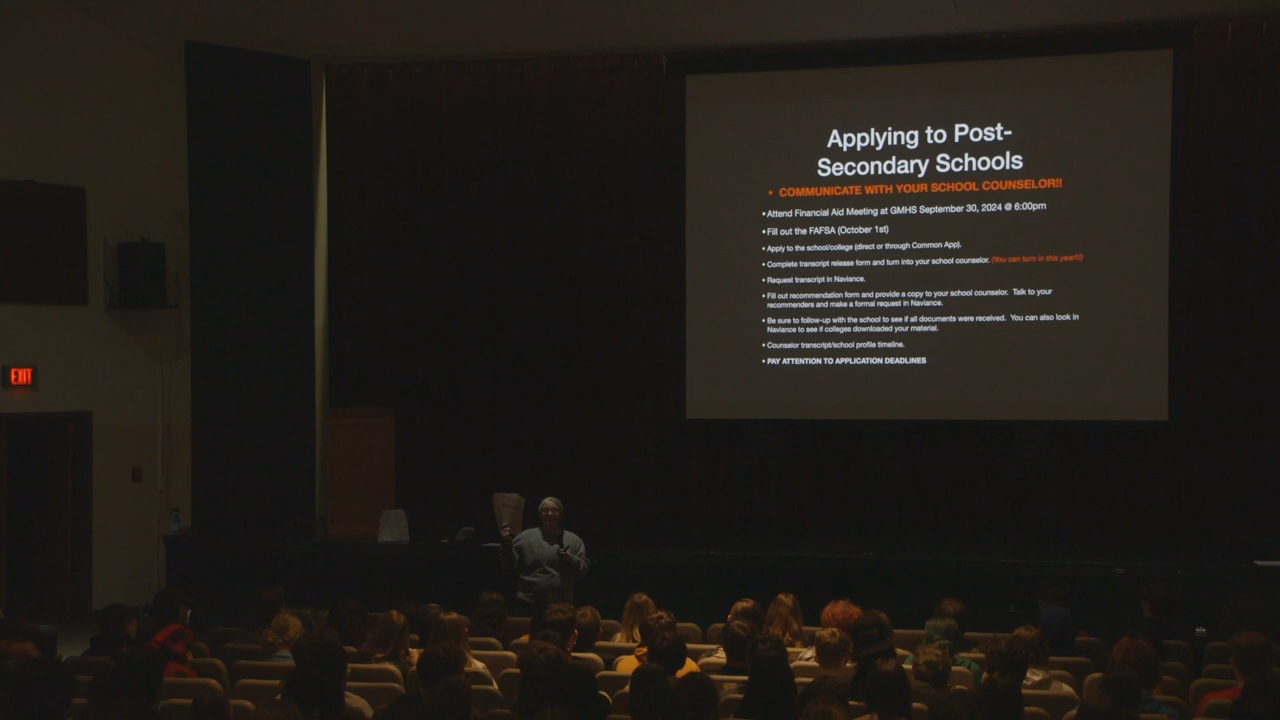 EXIT
Applying to Post-
Secondary Schools
• COMMUNICATE WITH YOUR SCHOOL COUNSELOR!!
• Attend Financial Aid Meeting at GMHS September 30, 2024 @ 6:00pm
• Fill out the FAFSA (October 1st)
• Apply to the school/college (direct or through Common App).
• Complete transcript release form and turn into your school counselor. (You can turn in this year!!!)
• Request transcript in Naviance.
• Fill out recommendation form and provide a copy to your school counselor. Talk to your
recommenders and make a formal request in Naviance.
• Be sure to follow-up with the school to see if all documents were received. You can also look in
Naviance to see if colleges downloaded your material.
• Counselor transcript/school profile timeline.
• PAY ATTENTION TO APPLICATION DEADLINES